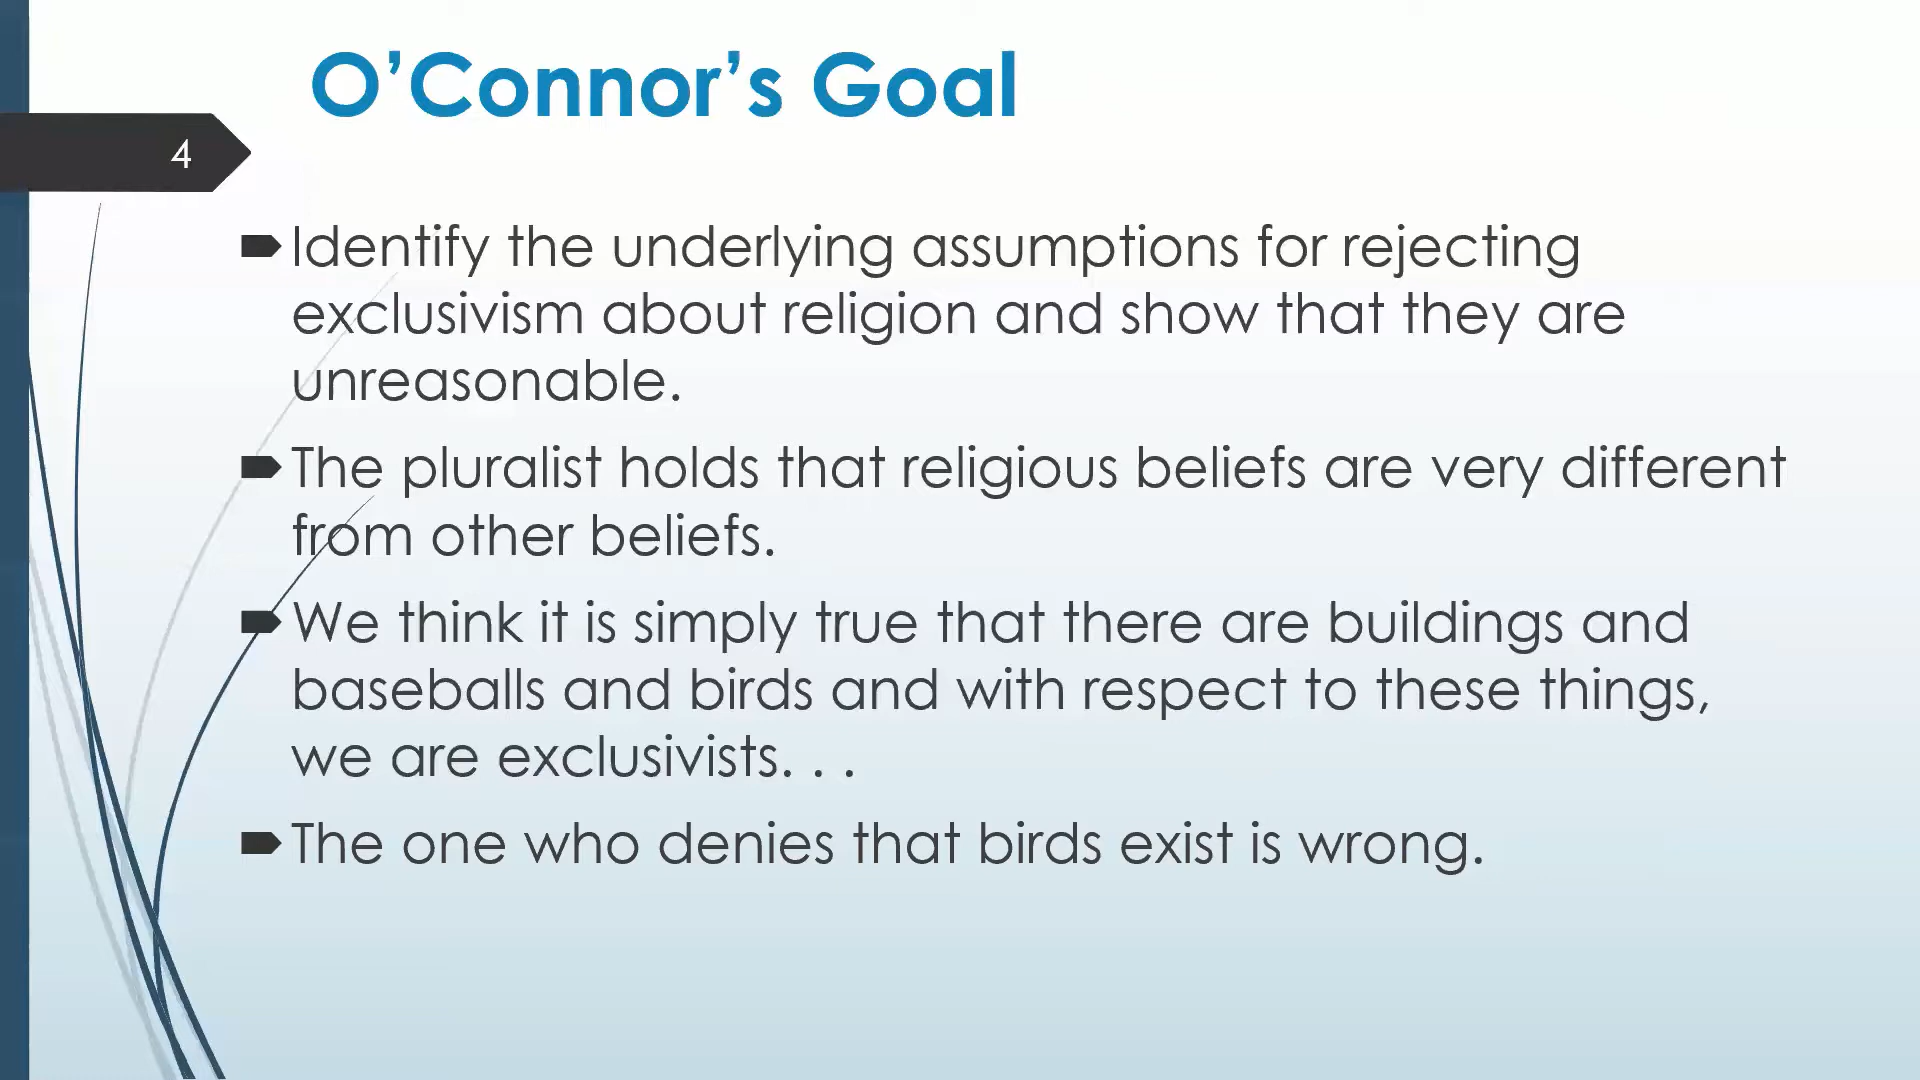 O’Connor’s Goal
4
Identify the underlying assumptions for rejecting
exclusivism about religion and show that they are
unreasonable.
The pluralist holds that religious beliefs are very different
from other beliefs.
We think it is simply true that there are buildings and
baseballs and birds and with respect to these things,
we are exclusivists. . .
The one who denies that birds exist is wrong.